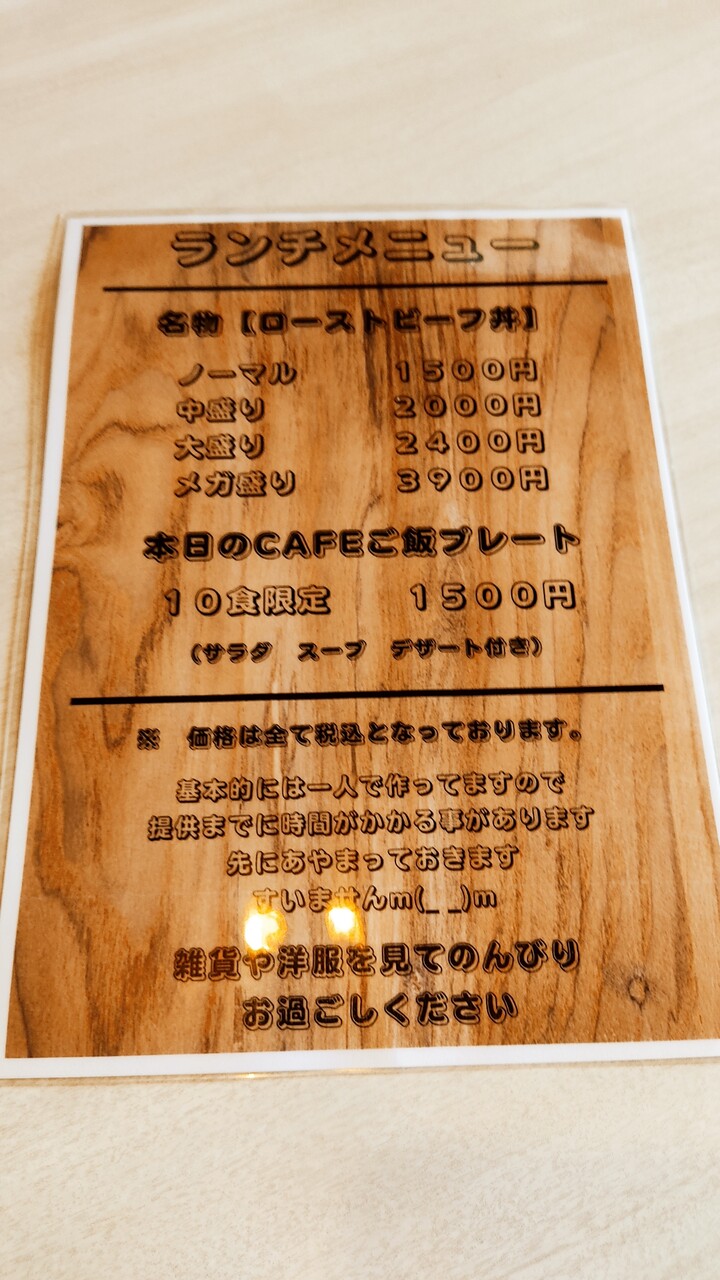 ランチメニュー
名物【ローストビーフ丼】
ノーマル　１５００円
中盛り　２０００円
大盛り　２４００円
メガ盛り　３９００円
本日のCAFEご飯プレート
１０食限定　１５００円
（サラダ　スープ　デザート付き）
※　価格は全て税込となっております。
基本的には一人で作ってますので
提供までに時間がかかる事があります
先にあやまっておきます
すいませんm(_ _)m
雑貨や洋服を見てのんびり
お過ごしください